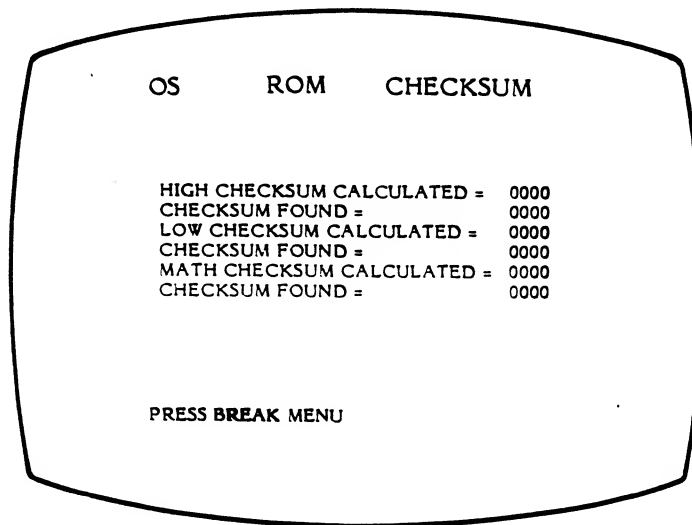 OS ROM CHECKSUM
HIGH CHECKSUM CALCULATED = 0000
CHECKSUM FOUND = 0000
LOW CHECKSUM CALCULATED = 0000
CHECKSUM FOUND = 0000
MATH CHECKSUM CALCULATED = 0000
CHECKSUM FOUND = 0000
PRESS BREAK MENU